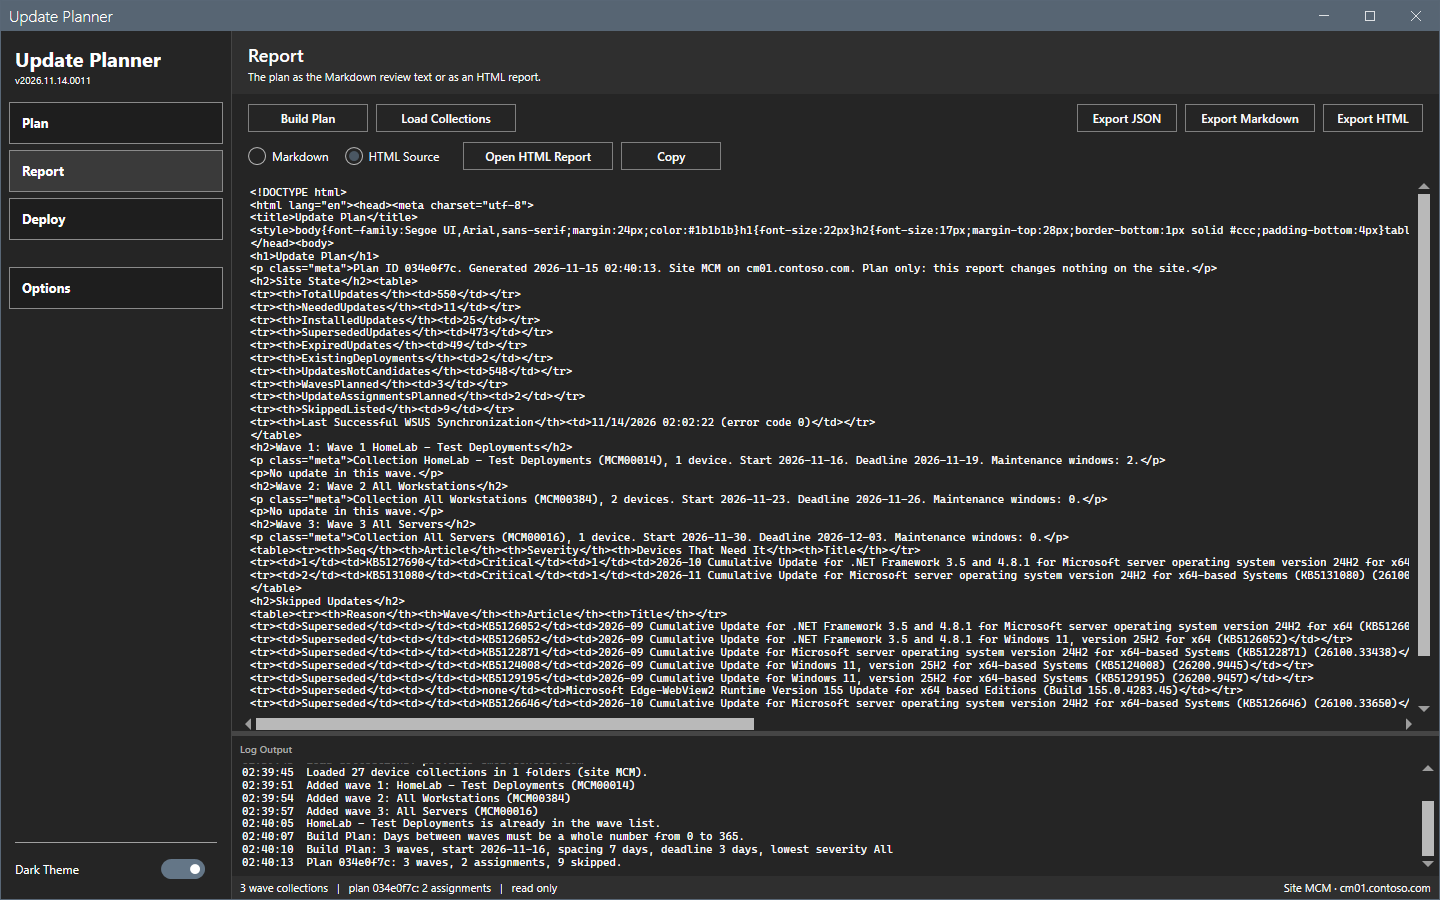 Update Planner
Update Planner
v2026.11.14.0011
Plan
Report
Deploy
Options
Dark Theme
Report
The plan as the Markdown review text or as an HTML report.
Build Plan
Load Collections
Export JSON
Export Markdown
Export HTML
Markdown
HTML Source
Open HTML Report
Copy
<!DOCTYPE html>
<html lang="en"><head><meta charset="utf-8">
<title>Update Plan</title>
<style>body{font-family:Segoe UI,Arial,sans-serif;margin:24px;color:#1b1b1b}h1{font-size:22px}h2{font-size:17px;margin-top:28px;border-bottom:1px solid #ccc;padding-bottom:4px}tabl
</head><body>
<h1>Update Plan</h1>
<p class="meta">Plan ID 034e0f7c. Generated 2026-11-15 02:40:13. Site MCM on cm01.contoso.com. Plan only: this report changes nothing on the site.</p>
<h2>Site State</h2><table>
<tr><th>TotalUpdates</th><td>550</td></tr>
<tr><th>NeededUpdates</th><td>11</td></tr>
<tr><th>InstalledUpdates</th><td>25</td></tr>
<tr><th>SupersededUpdates</th><td>473</td></tr>
<tr><th>ExpiredUpdates</th><td>49</td></tr>
<tr><th>ExistingDeployments</th><td>2</td></tr>
<tr><th>UpdatesNotCandidates</th><td>548</td></tr>
<tr><th>WavesPlanned</th><td>3</td></tr>
<tr><th>UpdateAssignmentsPlanned</th><td>2</td></tr>
<tr><th>SkippedListed</th><td>9</td></tr>
<tr><th>Last Successful WSUS Synchronization</th><td>11/14/2026 02:02:22 (error code 0)</td></tr>
</table>
<h2>Wave 1: Wave 1 HomeLab - Test Deployments</h2>
<p class="meta">Collection HomeLab - Test Deployments (MCM00014), 1 device. Start 2026-11-16. Deadline 2026-11-19. Maintenance windows: 2.</p>
<p>No update in this wave.</p>
<h2>Wave 2: Wave 2 All Workstations</h2>
<p class="meta">Collection All Workstations (MCM00384), 2 devices. Start 2026-11-23. Deadline 2026-11-26. Maintenance windows: 0.</p>
<p>No update in this wave.</p>
<h2>Wave 3: Wave 3 All Servers</h2>
<p class="meta">Collection All Servers (MCM00016), 1 device. Start 2026-11-30. Deadline 2026-12-03. Maintenance windows: 0.</p>
<table><tr><th>Seq</th><th>Article</th><th>Severity</th><th>Devices That Need It</th><th>Title</th></tr>
<tr><td>1</td><td>KB5127690</td><td>Critical</td><td>1</td><td>2026-10 Cumulative Update for .NET Framework 3.5 and 4.8.1 for Microsoft server operating system version 24H2 for x64
<tr><td>2</td><td>KB5131080</td><td>Critical</td><td>1</td><td>2026-11 Cumulative Update for Microsoft server operating system version 24H2 for x64-based Systems (KB5131080) (26100
</table>
<h2>Skipped Updates</h2>
<table><tr><th>Reason</th><th>Wave</th><th>Article</th><th>Title</th></tr>
<tr><td>Superseded</td><td></td><td>KB5126052</td><td>2026-09 Cumulative Update for .NET Framework 3.5 and 4.8.1 for Microsoft server operating system version 24H2 for x64 (KB51260
<tr><td>Superseded</td><td></td><td>KB5126052</td><td>2026-09 Cumulative Update for .NET Framework 3.5 and 4.8.1 for Windows 11, version 25H2 for x64 (KB5126052)</td></tr>
<tr><td>Superseded</td><td></td><td>KB5122871</td><td>2026-09 Cumulative Update for Microsoft server operating system version 24H2 for x64-based Systems (KB5122871) (26100.33438)</
<tr><td>Superseded</td><td></td><td>KB5124008</td><td>2026-09 Cumulative Update for Windows 11, version 25H2 for x64-based Systems (KB5124008) (26200.9445)</td></tr>
<tr><td>Superseded</td><td></td><td>KB5129195</td><td>2026-09 Cumulative Update for Windows 11, version 25H2 for x64-based Systems (KB5129195) (26200.9457)</td></tr>
<tr><td>Superseded</td><td></td><td>none</td><td>Microsoft Edge-WebView2 Runtime Version 155 Update for x64 based Editions (Build 155.0.4283.45)</td></tr>
<tr><td>Superseded</td><td></td><td>KB5126646</td><td>2026-10 Cumulative Update for Microsoft server operating system version 24H2 for x64-based Systems (KB5126646) (26100.33650)</
Log Output
02:39:45 Loaded 27 device collections in 1 folders (site MCM).
02:39:51 Added wave 1: HomeLab - Test Deployments (MCM00014)
02:39:54 Added wave 2: All Workstations (MCM00384)
02:39:57 Added wave 3: All Servers (MCM00016)
02:40:05 HomeLab - Test Deployments is already in the wave list.
02:40:07 Build Plan: Days between waves must be a whole number from 0 to 365.
02:40:10 Build Plan: 3 waves, start 2026-11-16, spacing 7 days, deadline 3 days, lowest severity All
02:40:13 Plan 034e0f7c: 3 waves, 2 assignments, 9 skipped.
3 wave collections | plan 034e0f7c: 2 assignments | read only
Site MCM · cm01.contoso.com